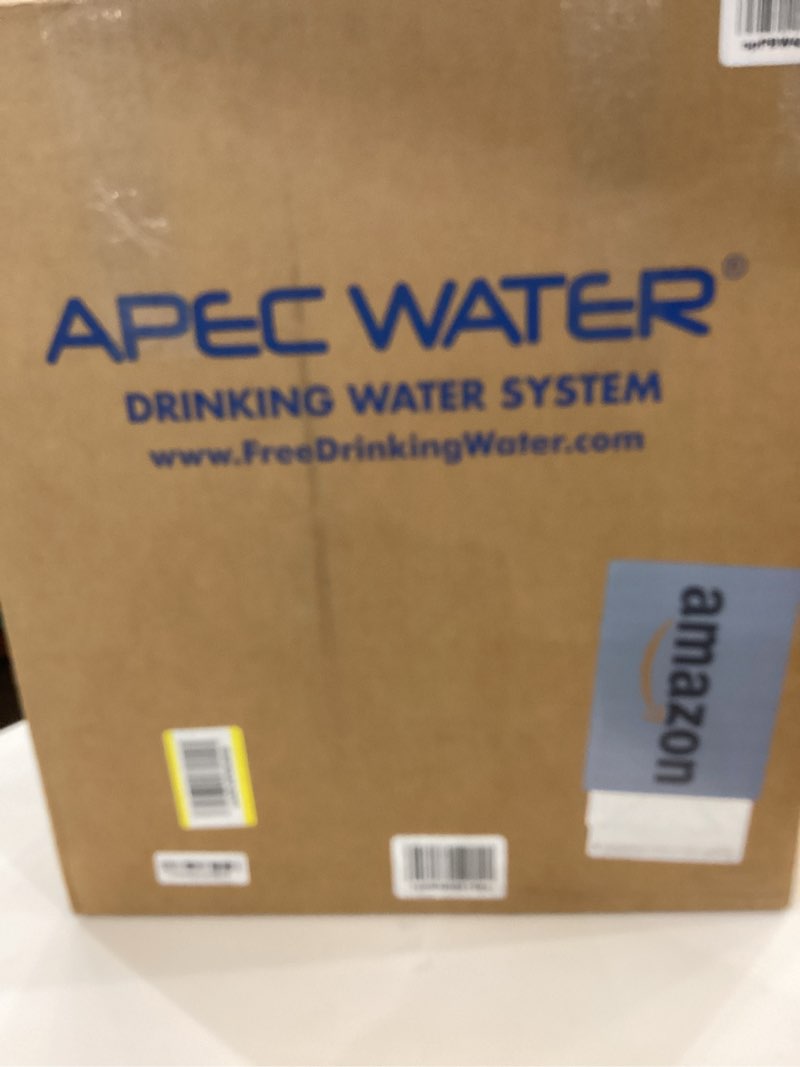 APEC WATER®
DRINKING WATER SYSTEM
www.FreeDrinkingWater.com
amazon